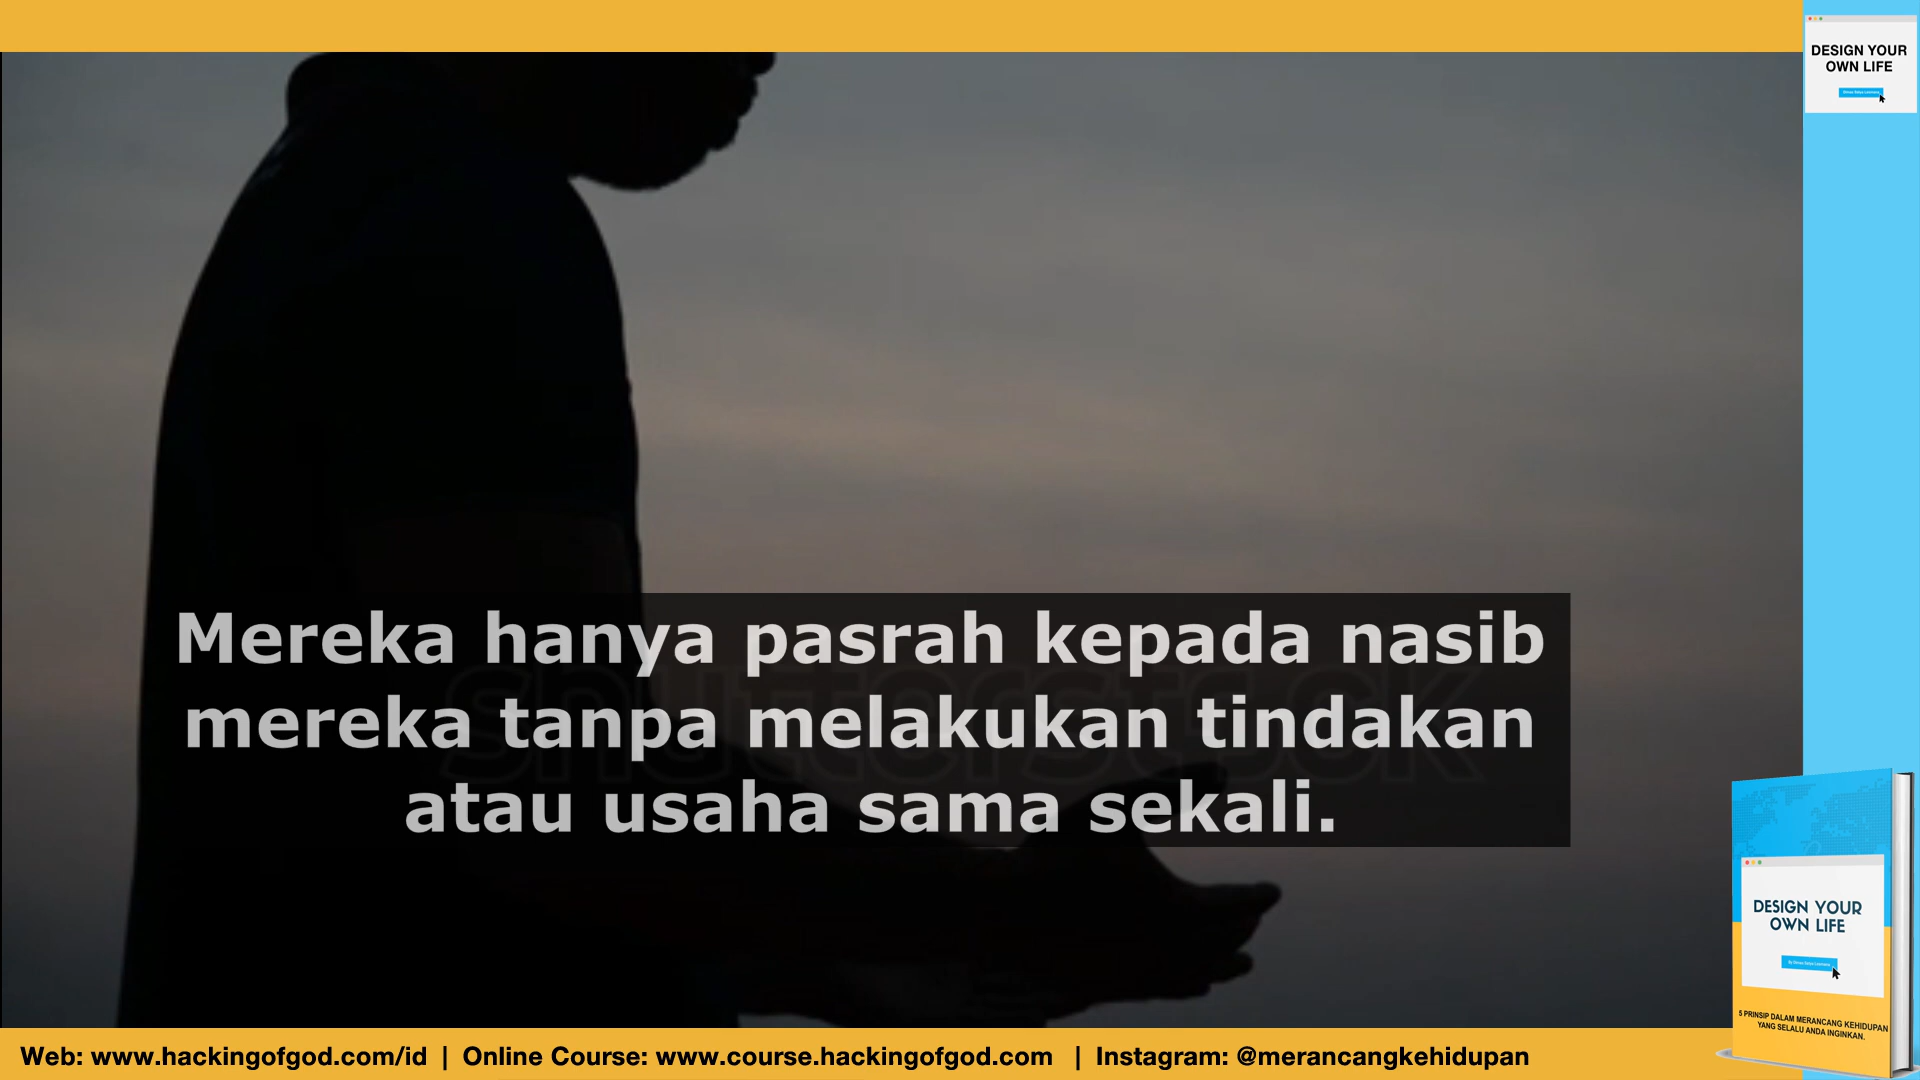 DESIGN YOUR
OWN LIFE
Mereka hanya pasrah kepada nasib
mereka tanpa melakukan tindakan
atau usaha sama sekali.
shutterstock
DESIGN YOUR
OWN LIFE
5 PRINSIP DALAM MERANCANG KEHIDUPAN
YANG SELALU ANDA INGINKAN.
Web: www.hackingofgod.com/id | Online Course: www.course.hackingofgod.com | Instagram: @merancangkehidupan